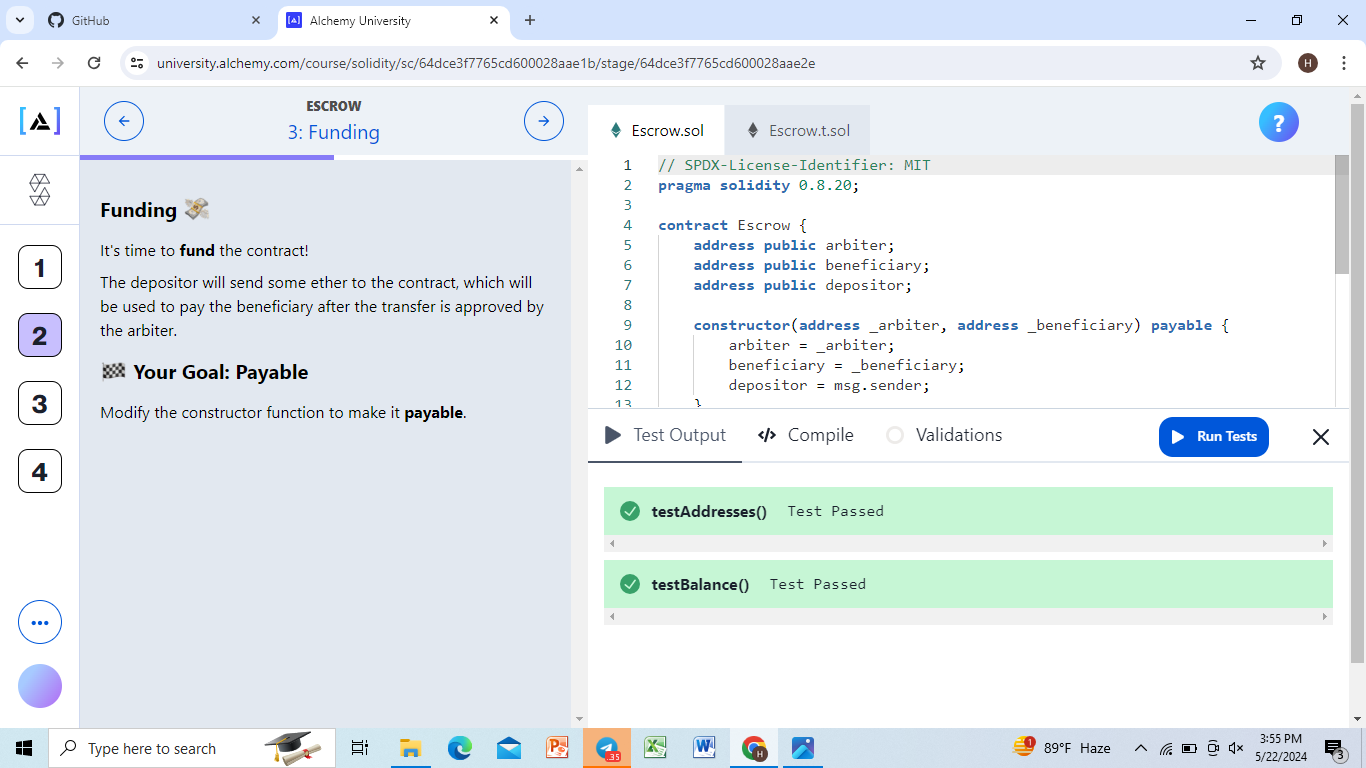 GitHub
Alchemy University
university.alchemy.com/course/solidity/sc/64dce3f7765cd600028aae1b/stage/64dce3f7765cd600028aae2e
H
ESCROW
3: Funding
1
2
3
4
Funding
It's time to fund the contract!
The depositor will send some ether to the contract, which will
be used to pay the beneficiary after the transfer is approved by
the arbiter.
Your Goal: Payable
Modify the constructor function to make it payable.
Escrow.sol
Escrow.t.sol
?
1 // SPDX-License-Identifier: MIT
2 pragma solidity 0.8.20;
3
4 contract Escrow {
5 address public arbiter;
6 address public beneficiary;
7 address public depositor;
8
9 constructor(address _arbiter, address _beneficiary) payable {
10 arbiter = _arbiter;
11 beneficiary = _beneficiary;
12 depositor = msg.sender;
13 }
Test Output
</> Compile
Validations
Run Tests
testAddresses() Test Passed
testBalance() Test Passed
Type here to search
.35
H
1
89°F Haze
3:55 PM
5/22/2024
3